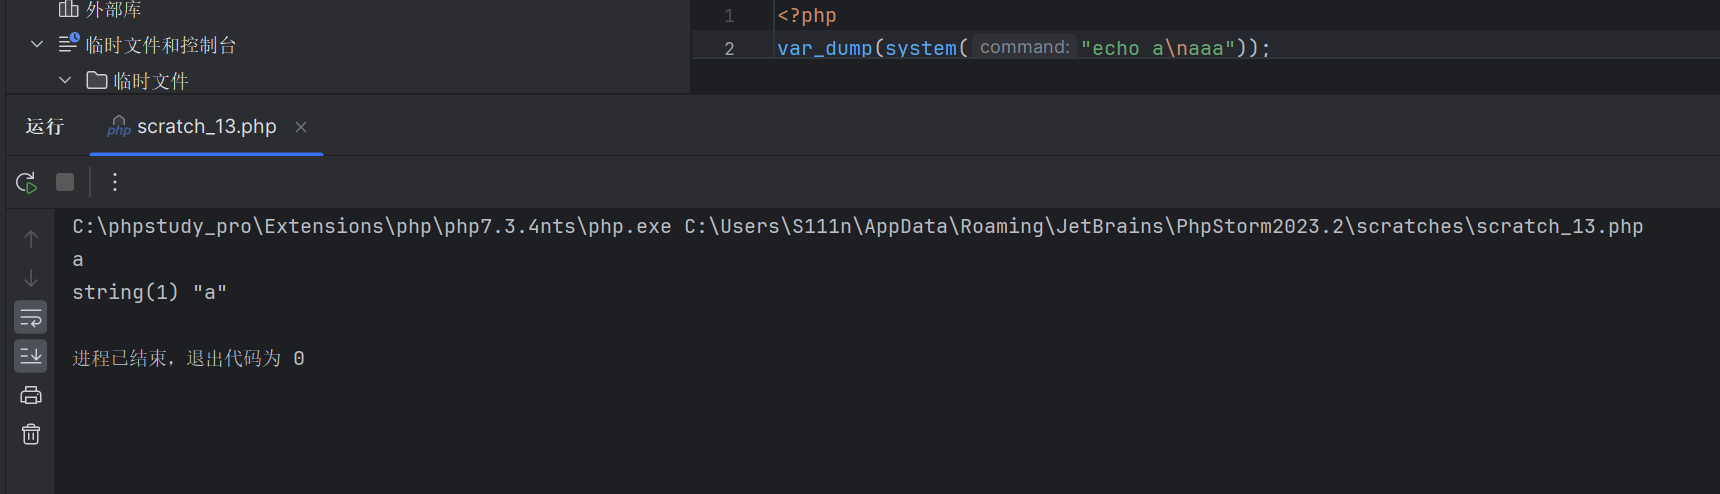 外部库
临时文件和控制台
临时文件
1 <?php
2 var_dump(system( command: "echo a\naaa"));
运行 php scratch_13.php ×
C:\phpstudy_pro\Extensions\php\php7.3.4nts\php.exe C:\Users\S111n\AppData\Roaming\JetBrains\PhpStorm2023.2\scratches\scratch_13.php
a
string(1) "a"
进程已结束，退出代码为 0